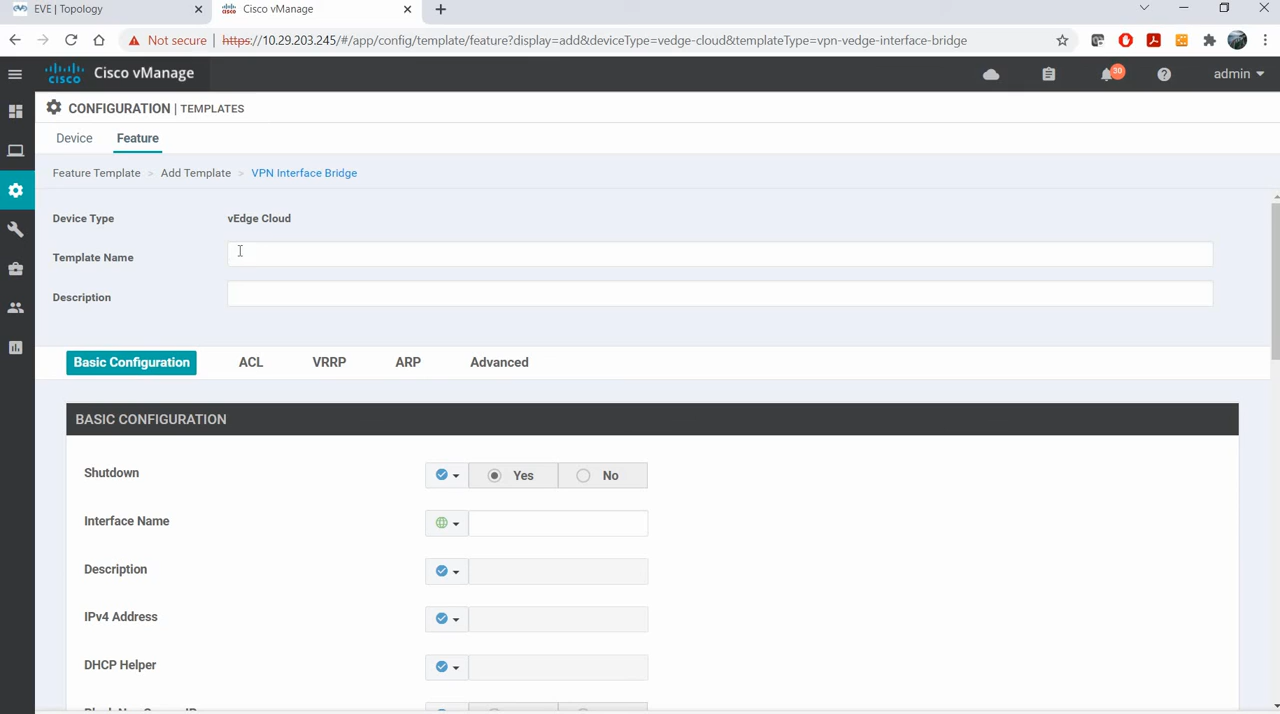 EVE | Topology
Cisco vManage
Not secure
https://10.29.203.245/#/app/config/template/feature?display=add&deviceType=vedge-cloud&templateType=vpn-vedge-interface-bridge
cisco
Cisco vManage
30
admin
CONFIGURATION | TEMPLATES
Device
Feature
Feature Template > Add Template > VPN Interface Bridge
Device Type
vEdge Cloud
Template Name
Description
Basic Configuration
ACL
VRRP
ARP
Advanced
BASIC CONFIGURATION
Shutdown
Yes
No
Interface Name
Description
IPv4 Address
DHCP Helper